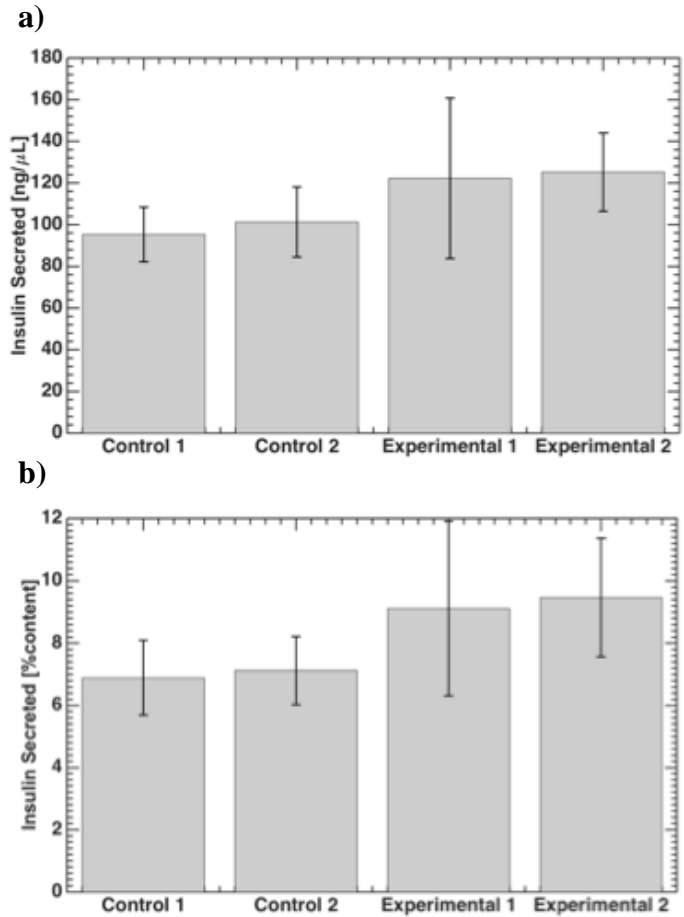 a)
180
160
140
120
100
80
60
40
20
0
Insulin Secreted [ng/µL]
Control 1 Control 2 Experimental 1 Experimental 2
b)
12
10
8
6
4
2
0
Insulin Secreted [%content]
Control 1 Control 2 Experimental 1 Experimental 2